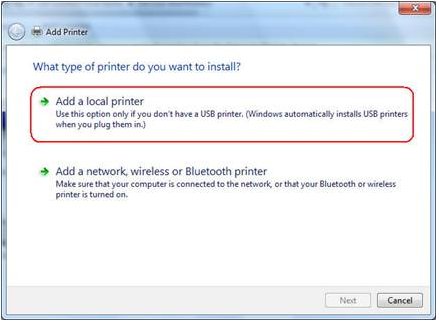 Add Printer
What type of printer do you want to install?
Add a local printer
Use this option only if you don't have a USB printer. (Windows automatically installs USB printers
when you plug them in.)
Add a network, wireless or Bluetooth printer
Make sure that your computer is connected to the network, or that your Bluetooth or wireless
printer is turned on.
Next Cancel